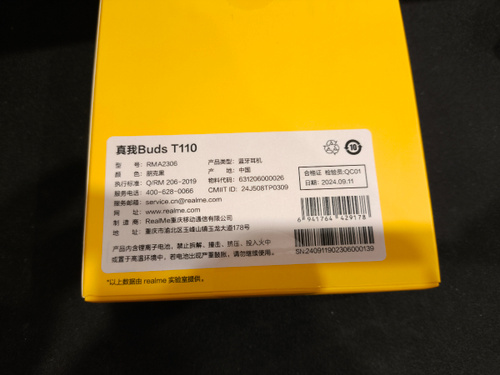 真我Buds T110
型 号: RMA2306 产品类型: 蓝牙耳机
颜 色: 朋克黑 产 地: 中国
执行标准: Q/RM 206-2019 物料代码: 631206000026
服务电话: 400-628-0066 CMIIT ID: 24J508TP0309
服务邮箱: service.cn@realme.com
网 址: www.realme.com
制 造 商: RealMe重庆移动通信有限公司
地 址: 重庆市渝北区玉峰山镇玉龙大道178号
产品内含锂离子电池,禁止拆解、撞击、挤压、投入火中
或置于高温环境中,若电池出现严重鼓胀,请勿继续使用。
*以上数据由 realme 实验室提供。
10
合格证 检验员:QC01
日期: 2024.09.11
6 941764 429178
SN:240911902306000139